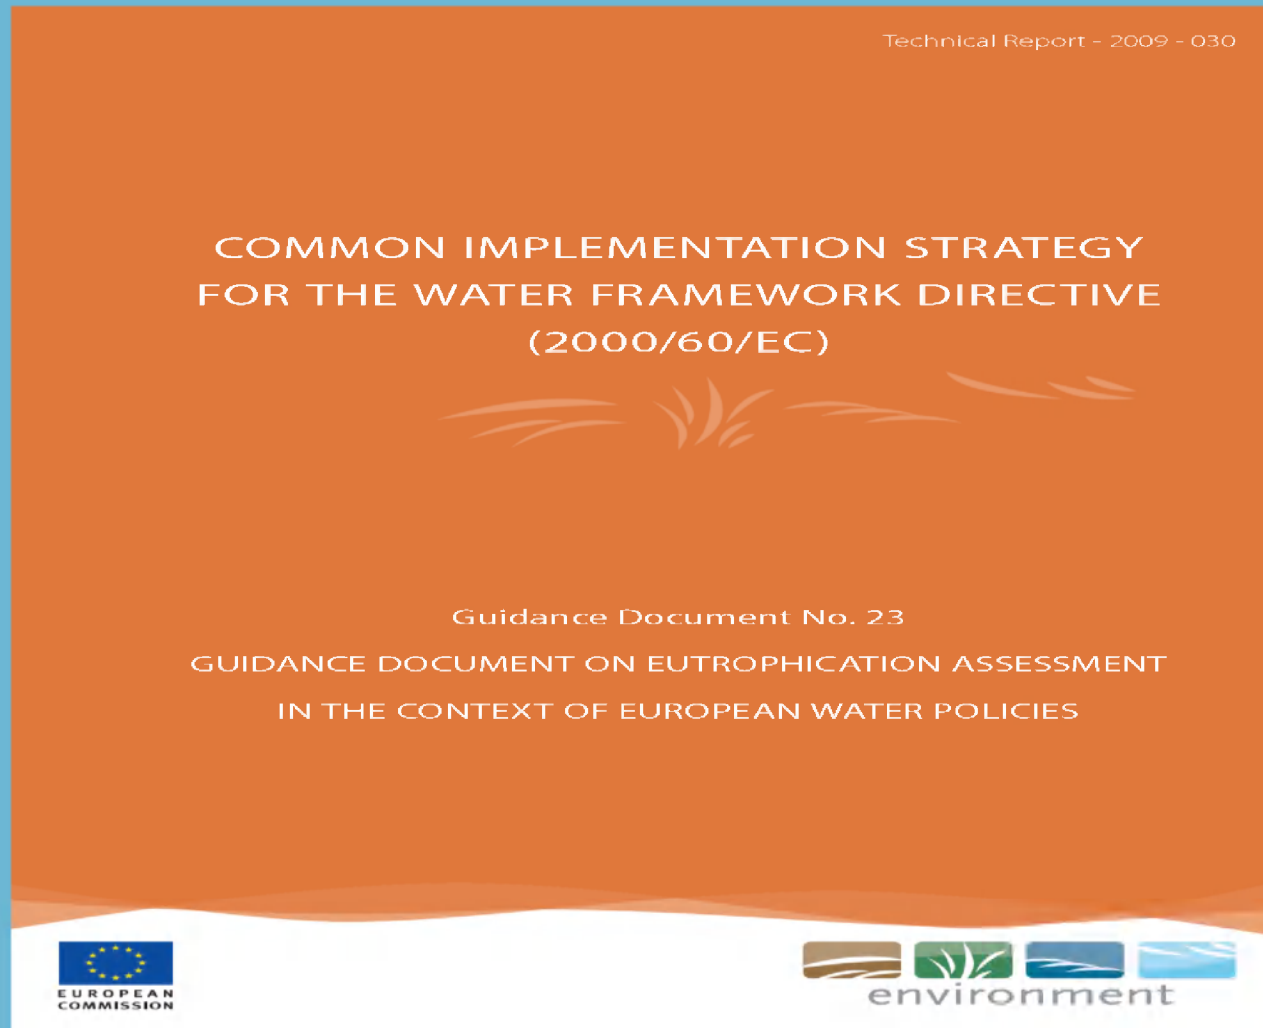 Technical Report - 2009 - 030
COMMON IMPLEMENTATION STRATEGY
FOR THE WATER FRAMEWORK DIRECTIVE
(2000/60/EC)
Guidance Document No. 23
GUIDANCE DOCUMENT ON EUTROPHICATION ASSESSMENT
IN THE CONTEXT OF EUROPEAN WATER POLICIES
EUROPEAN
COMMISSION
environment